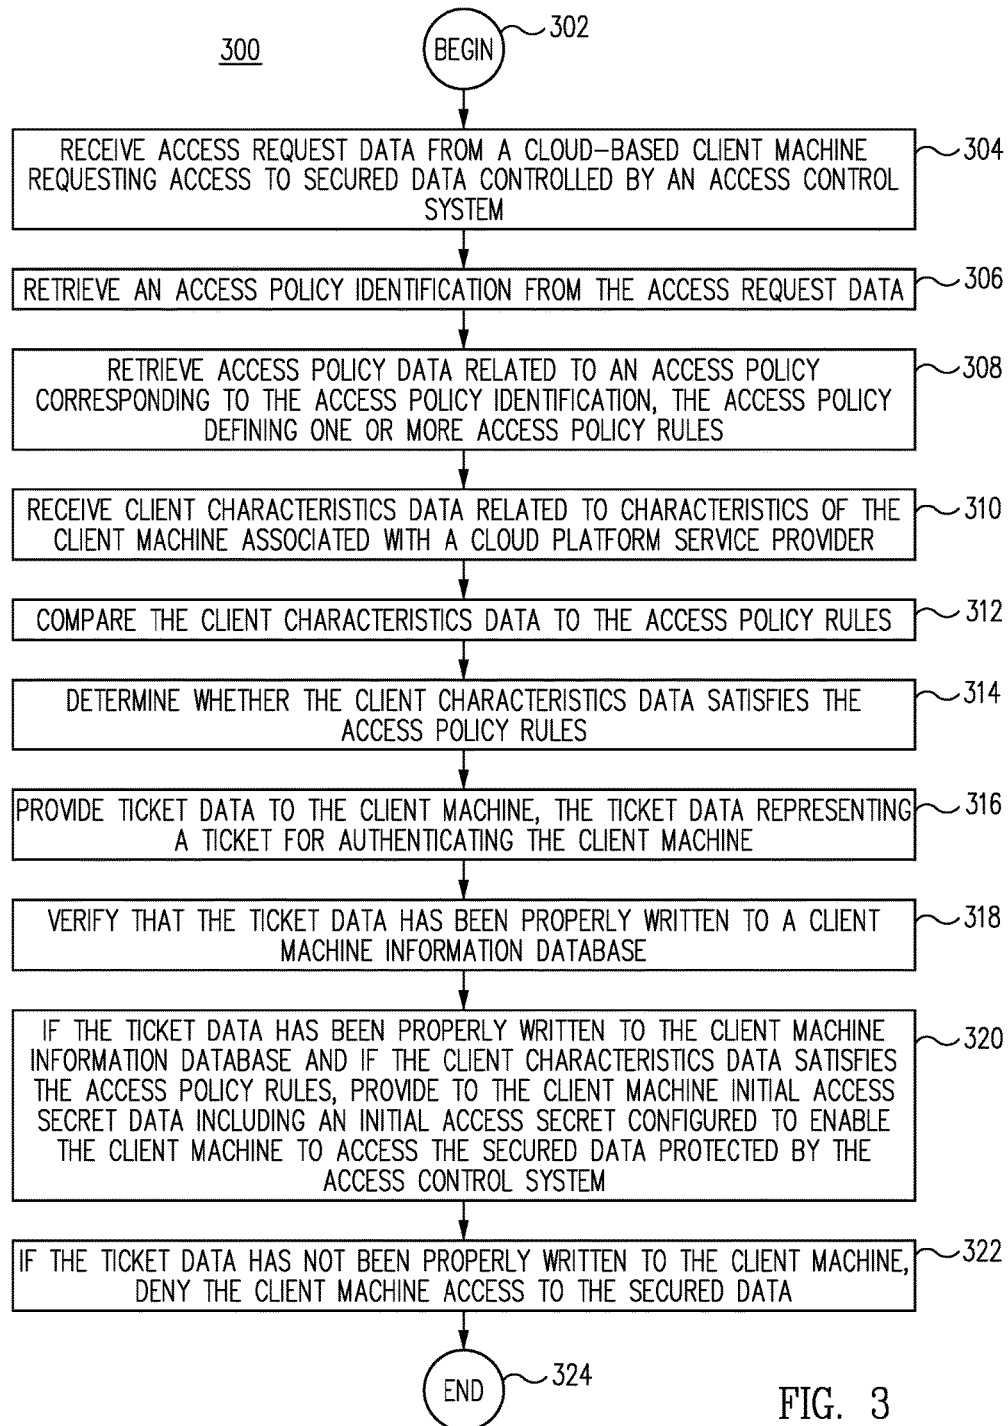 300
BEGIN
302
RECEIVE ACCESS REQUEST DATA FROM A CLOUD-BASED CLIENT MACHINE
REQUESTING ACCESS TO SECURED DATA CONTROLLED BY AN ACCESS CONTROL
SYSTEM
304
RETRIEVE AN ACCESS POLICY IDENTIFICATION FROM THE ACCESS REQUEST DATA
306
RETRIEVE ACCESS POLICY DATA RELATED TO AN ACCESS POLICY
CORRESPONDING TO THE ACCESS POLICY IDENTIFICATION, THE ACCESS POLICY
DEFINING ONE OR MORE ACCESS POLICY RULES
308
RECEIVE CLIENT CHARACTERISTICS DATA RELATED TO CHARACTERISTICS OF THE
CLIENT MACHINE ASSOCIATED WITH A CLOUD PLATFORM SERVICE PROVIDER
310
COMPARE THE CLIENT CHARACTERISTICS DATA TO THE ACCESS POLICY RULES
312
DETERMINE WHETHER THE CLIENT CHARACTERISTICS DATA SATISFIES THE
ACCESS POLICY RULES
314
PROVIDE TICKET DATA TO THE CLIENT MACHINE, THE TICKET DATA REPRESENTING
A TICKET FOR AUTHENTICATING THE CLIENT MACHINE
316
VERIFY THAT THE TICKET DATA HAS BEEN PROPERLY WRITTEN TO A CLIENT
MACHINE INFORMATION DATABASE
318
IF THE TICKET DATA HAS BEEN PROPERLY WRITTEN TO THE CLIENT MACHINE
INFORMATION DATABASE AND IF THE CLIENT CHARACTERISTICS DATA SATISFIES
THE ACCESS POLICY RULES, PROVIDE TO THE CLIENT MACHINE INITIAL ACCESS
SECRET DATA INCLUDING AN INITIAL ACCESS SECRET CONFIGURED TO ENABLE
THE CLIENT MACHINE TO ACCESS THE SECURED DATA PROTECTED BY THE
ACCESS CONTROL SYSTEM
320
IF THE TICKET DATA HAS NOT BEEN PROPERLY WRITTEN TO THE CLIENT MACHINE,
DENY THE CLIENT MACHINE ACCESS TO THE SECURED DATA
322
END
324
FIG. 3